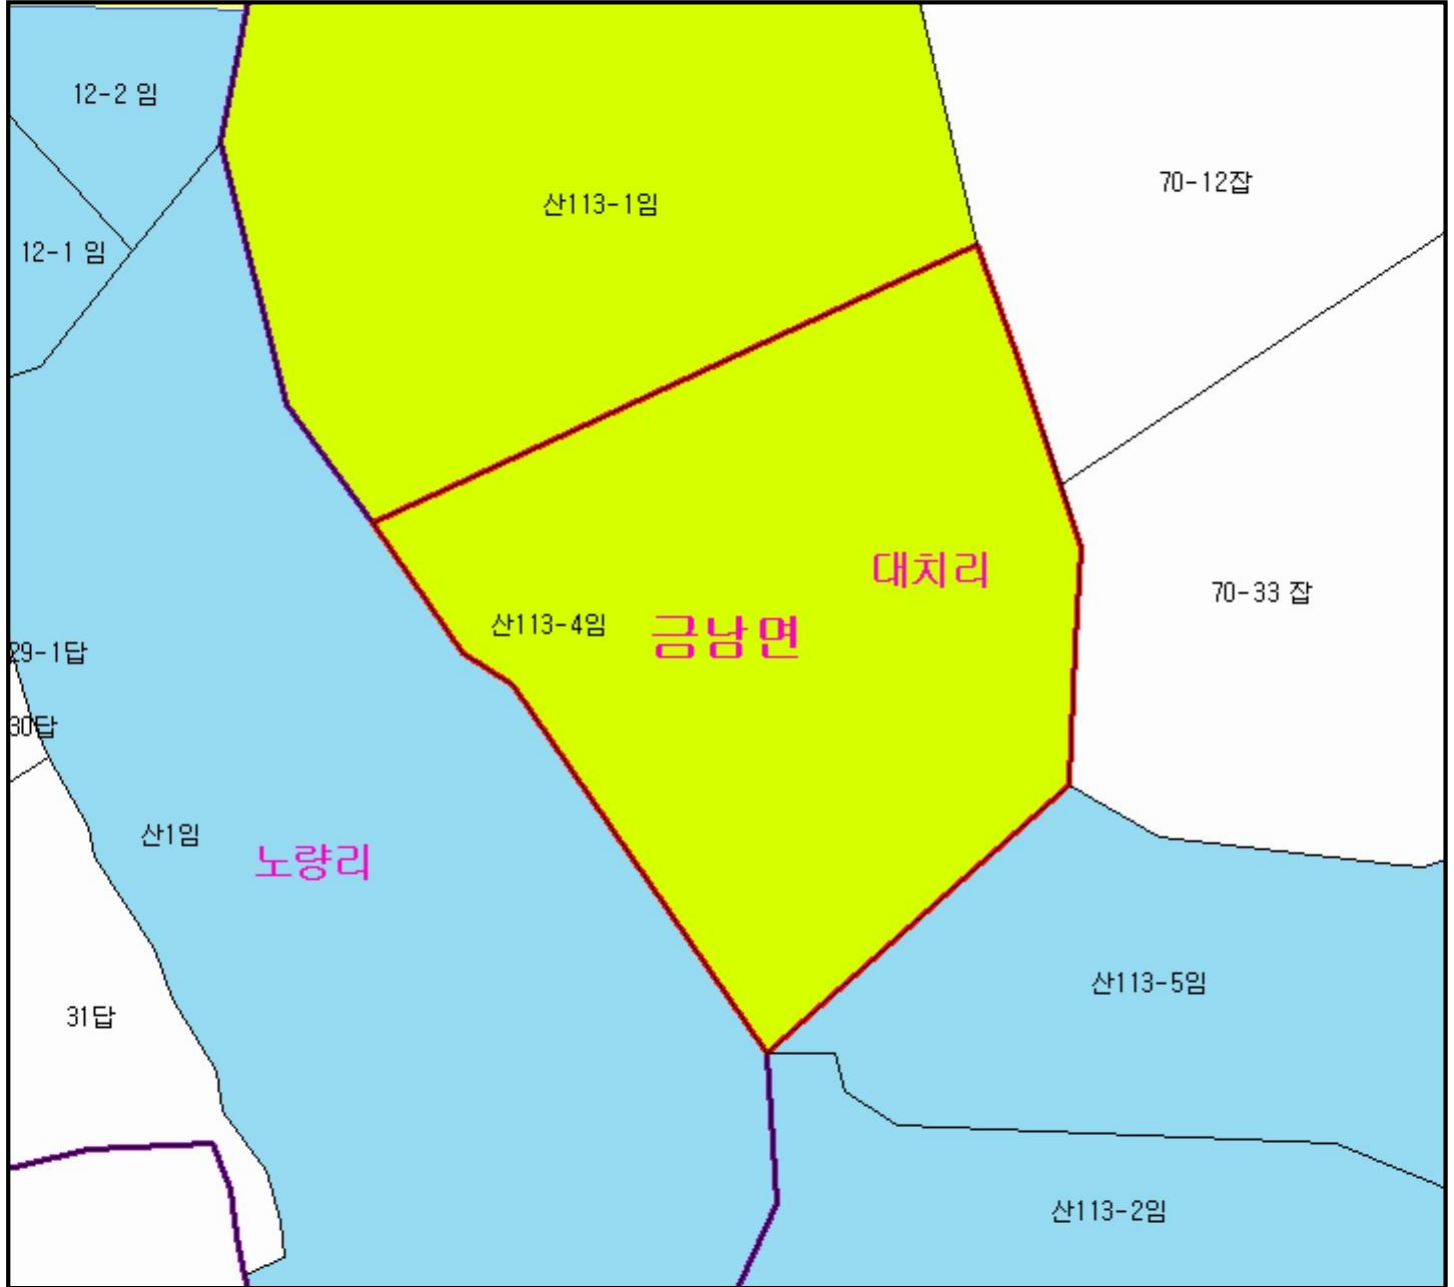 12-2 임
70-12잡
산113-1임
12-1 임
대치리
70-33 잡
산113-4임
금남면
29-1답
30답
산1임
노량리
산113-5임
31답
산113-2임